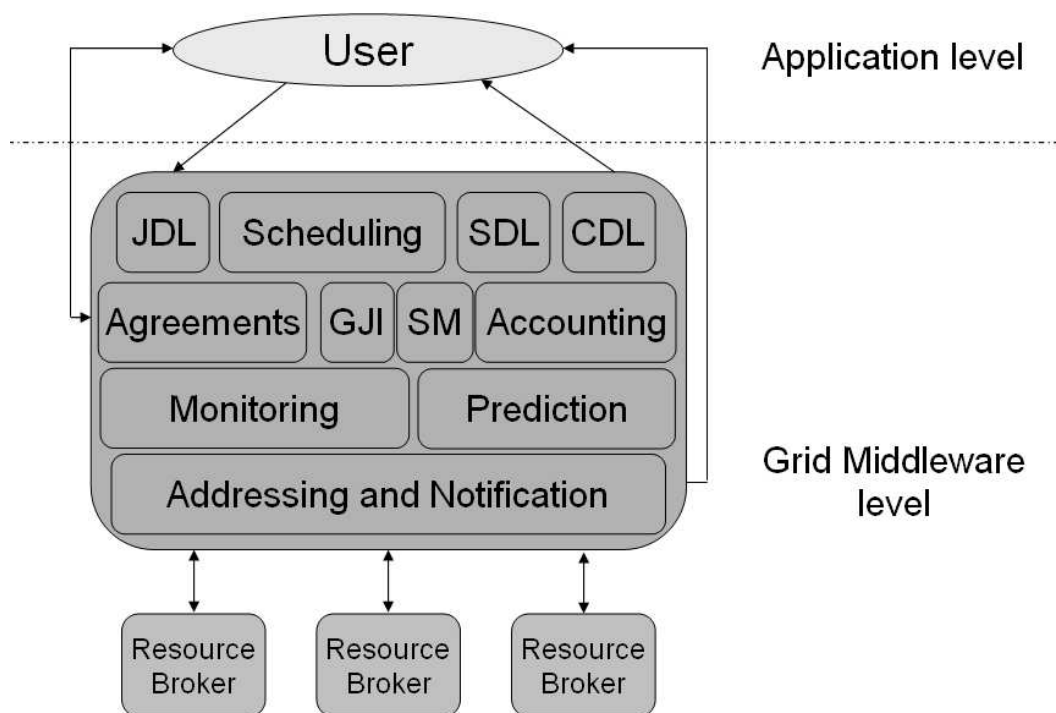 User
Application level
JDL
Scheduling
SDL
CDL
Agreements
GJI
SM
Accounting
Monitoring
Prediction
Addressing and Notification
Grid Middleware
level
Resource
Broker
Resource
Broker
Resource
Broker